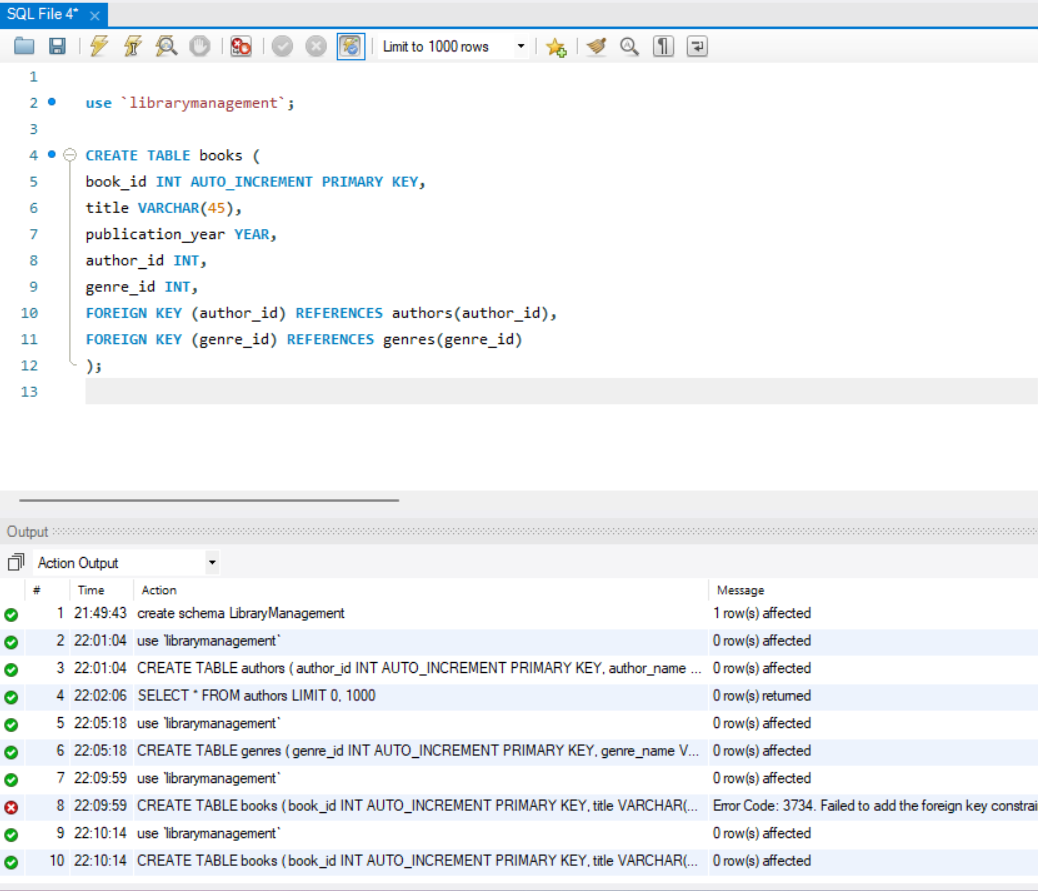 SQL File 4*
Limit to 1000 rows
1
2 use `librarymanagement`;
3
4 CREATE TABLE books (
5 book_id INT AUTO_INCREMENT PRIMARY KEY,
6 title VARCHAR(45),
7 publication_year YEAR,
8 author_id INT,
9 genre_id INT,
10 FOREIGN KEY (author_id) REFERENCES authors(author_id),
11 FOREIGN KEY (genre_id) REFERENCES genres(genre_id)
12 );
13
Output
Action Output
# Time Action Message
1 21:49:43 create schema LibraryManagement 1 row(s) affected
2 22:01:04 use `librarymanagement` 0 row(s) affected
3 22:01:04 CREATE TABLE authors ( author_id INT AUTO_INCREMENT PRIMARY KEY, author_name ... 0 row(s) affected
4 22:02:06 SELECT * FROM authors LIMIT 0, 1000 0 row(s) returned
5 22:05:18 use `librarymanagement` 0 row(s) affected
6 22:05:18 CREATE TABLE genres ( genre_id INT AUTO_INCREMENT PRIMARY KEY, genre_name V... 0 row(s) affected
7 22:09:59 use `librarymanagement` 0 row(s) affected
8 22:09:59 CREATE TABLE books ( book_id INT AUTO_INCREMENT PRIMARY KEY, title VARCHAR(... Error Code: 3734. Failed to add the foreign key constrai
9 22:10:14 use `librarymanagement` 0 row(s) affected
10 22:10:14 CREATE TABLE books ( book_id INT AUTO_INCREMENT PRIMARY KEY, title VARCHAR(... 0 row(s) affected